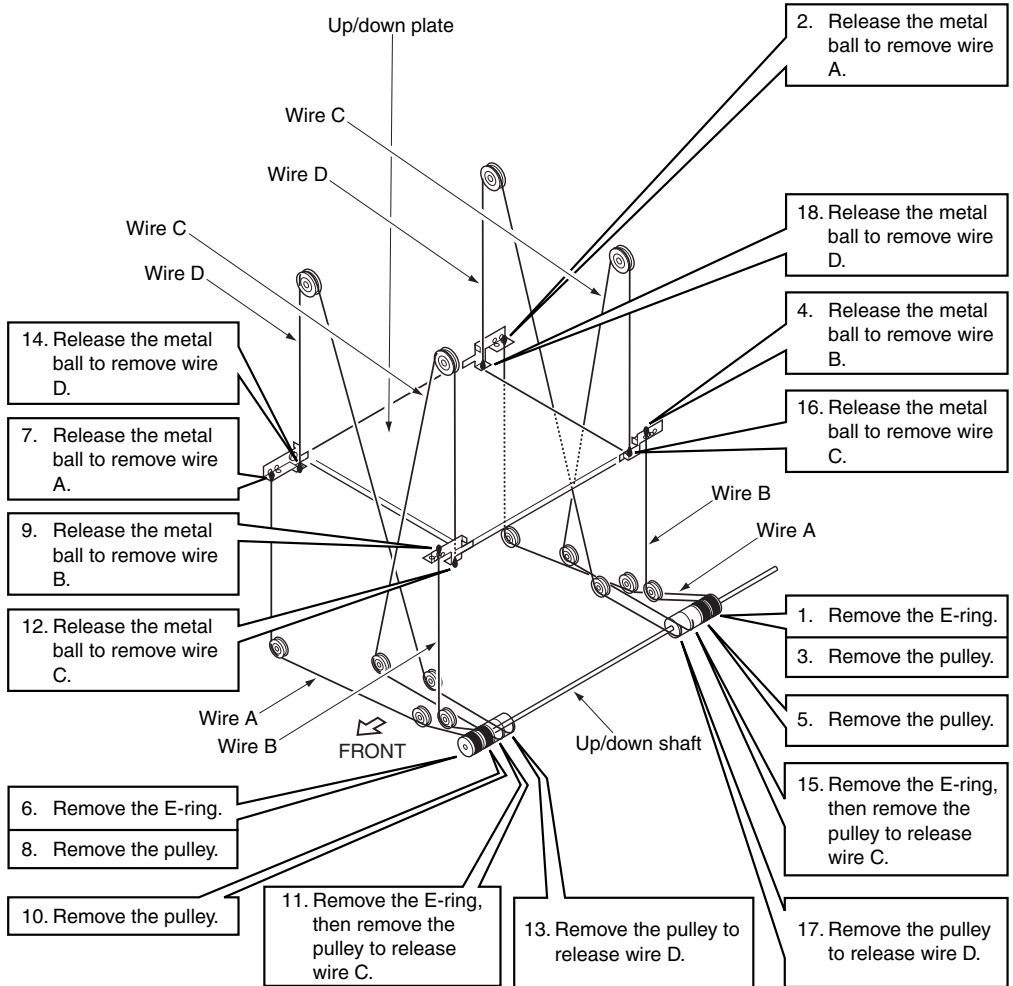 Up/down plate
2. Release the metal
ball to remove wire
A.
Wire C
Wire D
18. Release the metal
ball to remove wire
D.
Wire C
Wire D
14. Release the metal
ball to remove wire
D.
4. Release the metal
ball to remove wire
B.
7. Release the metal
ball to remove wire
A.
16. Release the metal
ball to remove wire
C.
Wire B
Wire A
9. Release the metal
ball to remove wire
B.
12. Release the metal
ball to remove wire
C.
1. Remove the E-ring.
3. Remove the pulley.
5. Remove the pulley.
Wire A
Wire B
FRONT
Up/down shaft
15. Remove the E-ring,
then remove the
pulley to release
wire C.
6. Remove the E-ring.
8. Remove the pulley.
10. Remove the pulley.
11. Remove the E-ring,
then remove the
pulley to release
wire C.
13. Remove the pulley to
release wire D.
17. Remove the pulley
to release wire D.